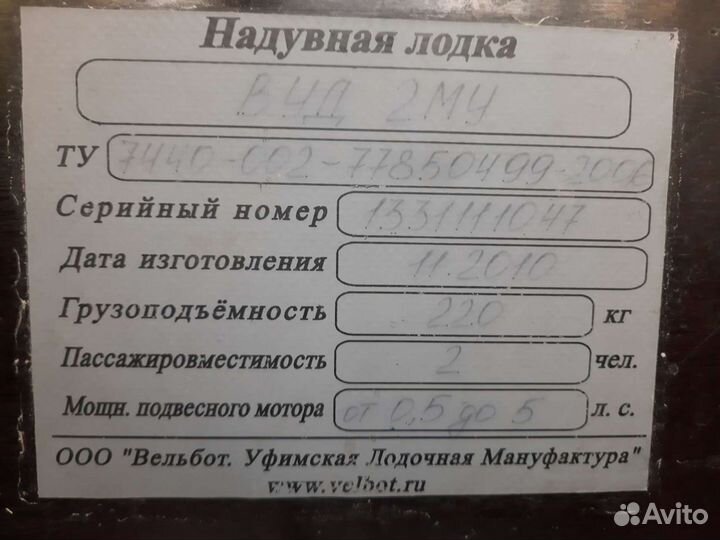 Надувная лодка
ВУД 2МУ
ТУ 7440-002-77850499-2006
Серийный номер 1331111047
Дата изготовления 11.2010
Грузоподъёмность 220 кг
Пассажировместимость 2 чел.
Мощн. подвесного мотора от 0,5 до 5 л. с.
ООО "Вельбот. Уфимская Лодочная Мануфактура"
www.velbot.ru
Avito